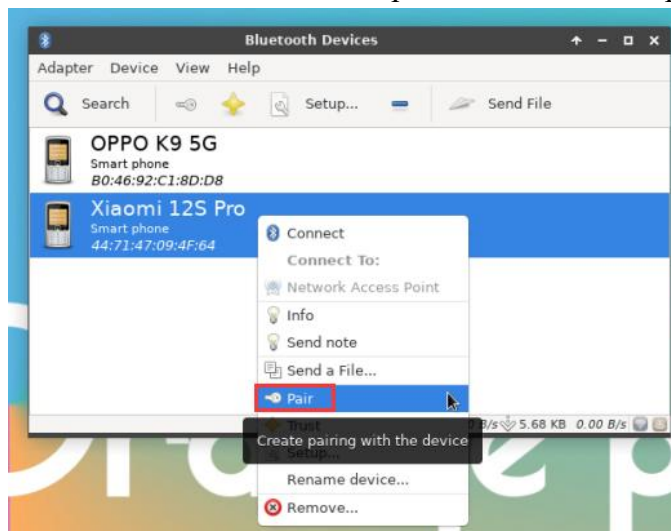 Bluetooth Devices
Adapter Device View Help
Search Setup... Send File
OPPO K9 5G
Smart phone
B0:46:92:C1:8D:D8
Xiaomi 12S Pro
Smart phone
44:71:47:09:4F:64
Connect
Connect To:
Network Access Point
Info
Send note
Send a File...
Pair
Trust
B/s 5.68 KB 0.00 B/s
Create pairing with the device
Setup...
Rename device...
Remove...